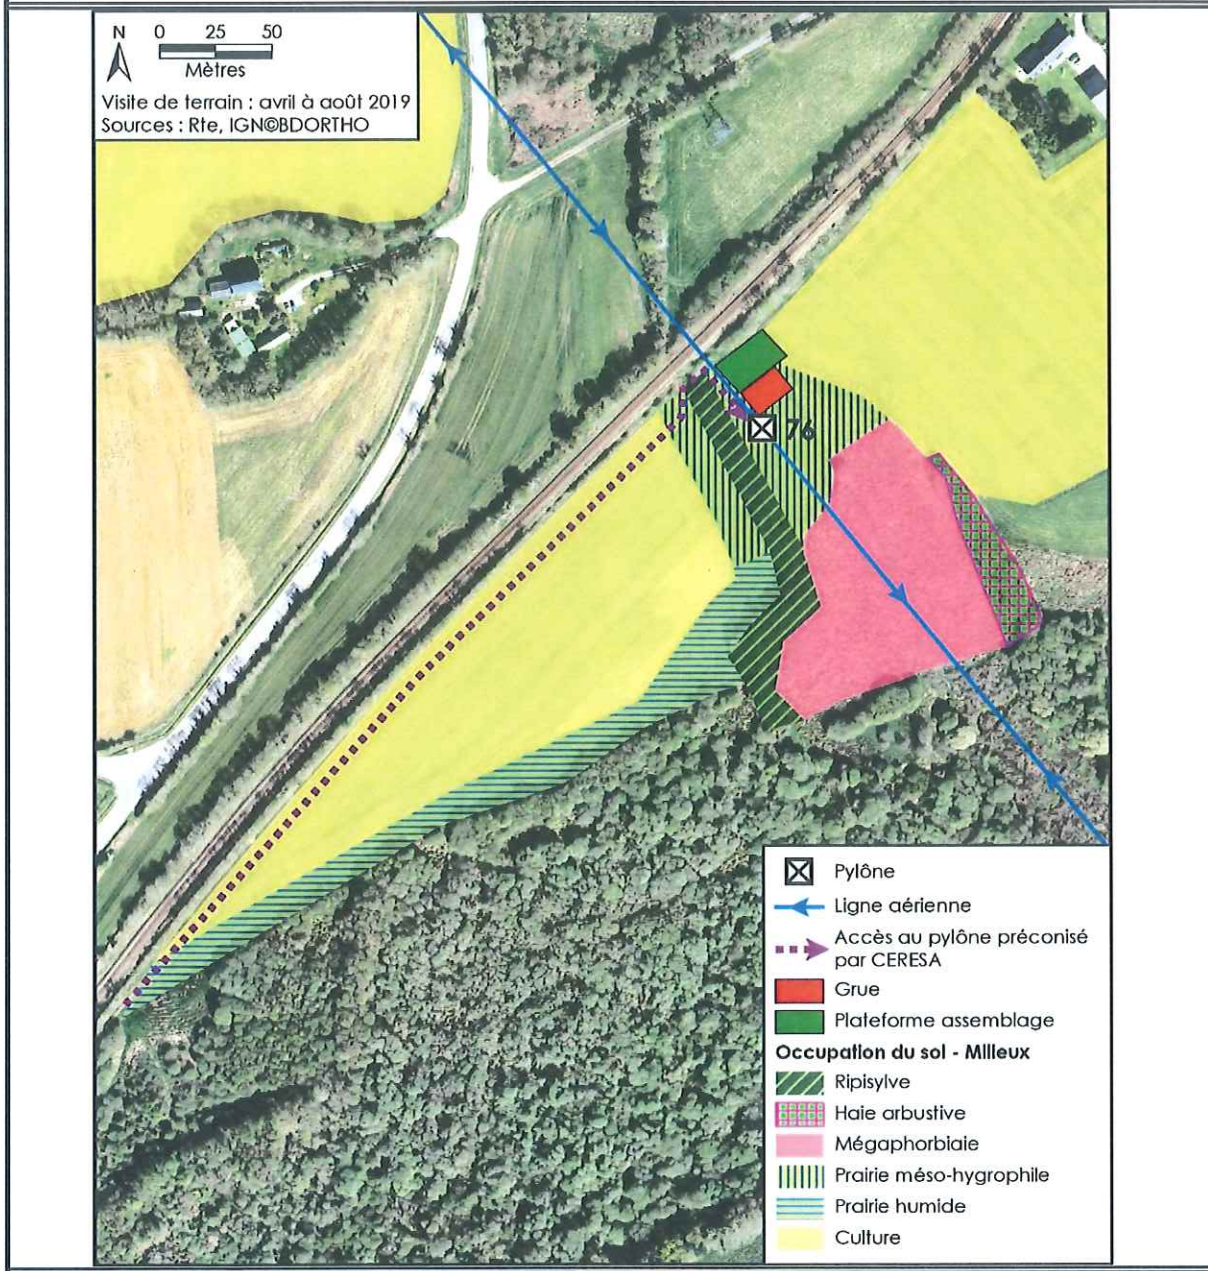 N
0 25 50
Mètres
Visite de terrain : avril à août 2019
Sources : Rte, IGN©BDORTHO
76
Pylône
Ligne aérienne
Accès au pylône préconisé
par CERESA
Grue
Plateforme assemblage
Occupation du sol - Milieux
Ripisylve
Haie arbustive
Mégaphorbiaie
Prairie méso-hygrophile
Prairie humide
Culture